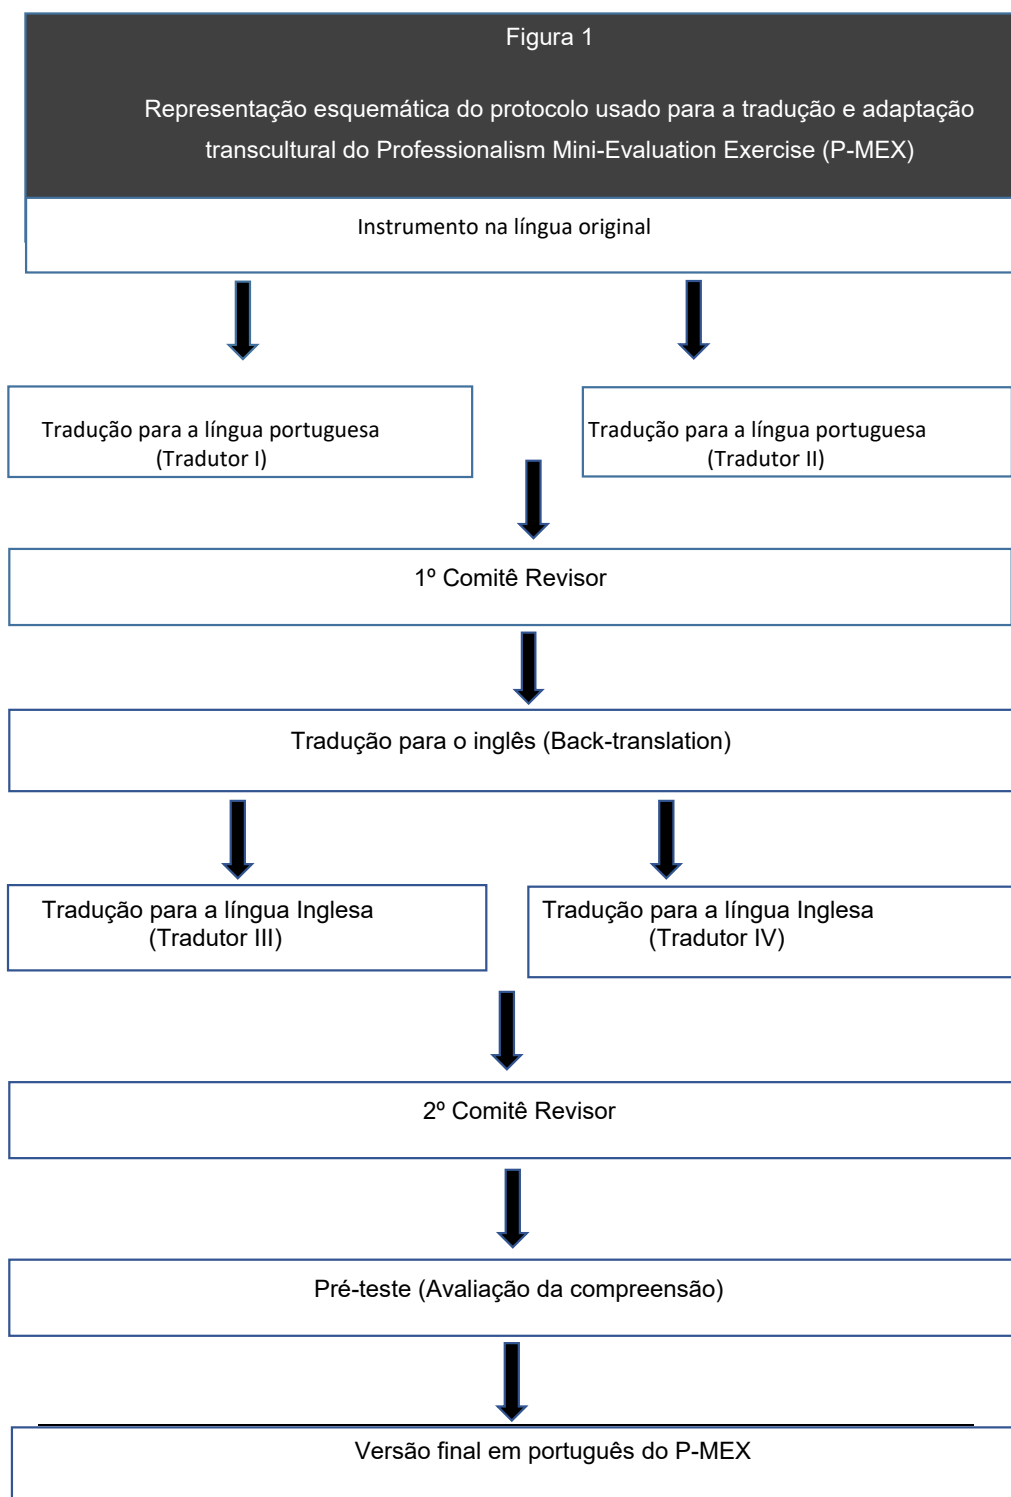 Figura 1
Representação esquemática do protocolo usado para a tradução e adaptação
transcultural do Professionalism Mini-Evaluation Exercise (P-MEX)
Instrumento na língua original
Tradução para a língua portuguesa
(Tradutor I)
Tradução para a língua portuguesa
(Tradutor II)
1º Comitê Revisor
Tradução para o inglês (Back-translation)
Tradução para a língua Inglesa
(Tradutor III)
Tradução para a língua Inglesa
(Tradutor IV)
2º Comitê Revisor
Pré-teste (Avaliação da compreensão)
Versão final em português do P-MEX